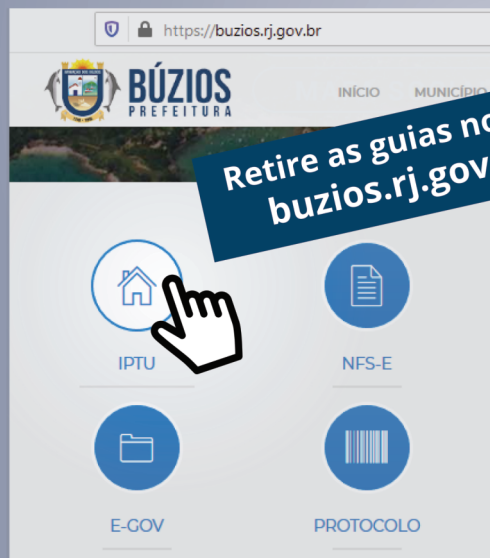 https://buzios.rj.gov.br
BÚZIOS
PREFEITURA
INÍCIO
MUNICÍPIO
Retire as guias no
buzios.rj.gov
IPTU
NFS-E
E-GOV
PROTOCOLO